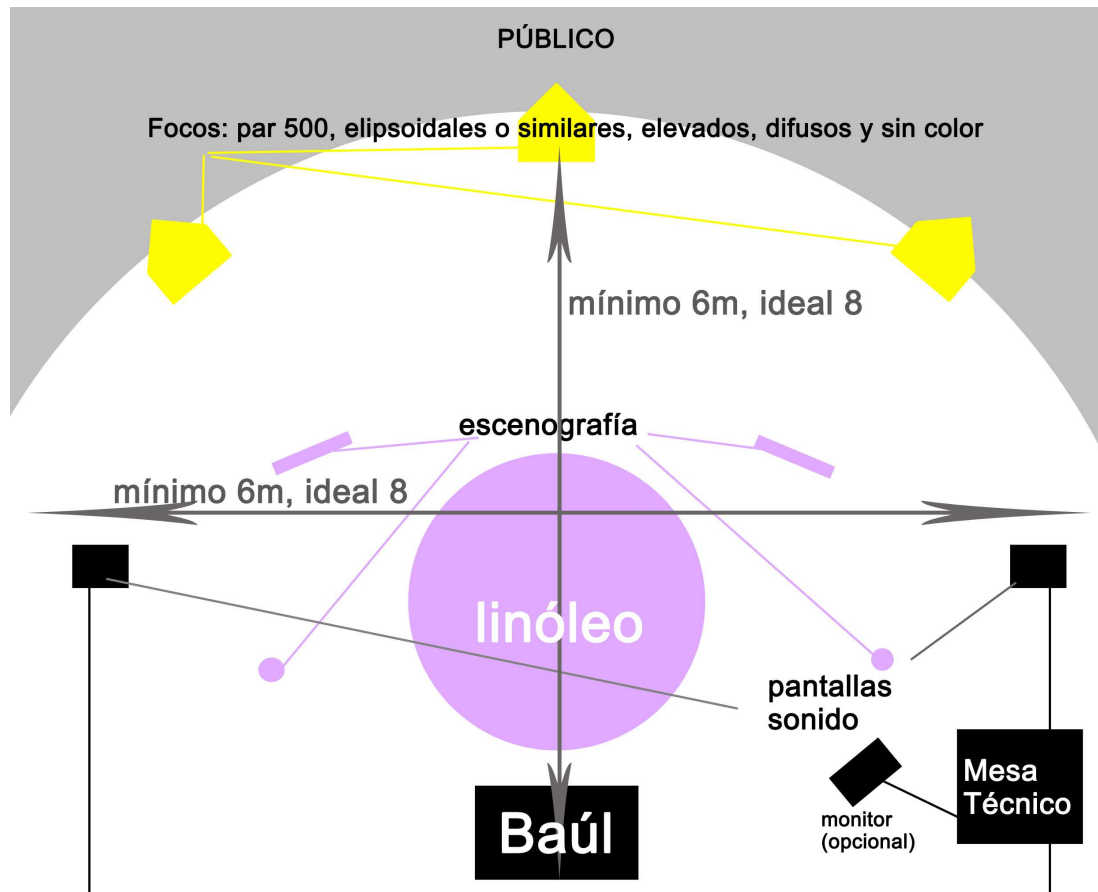 PÚBLICO
Focos: par 500, elipsoidales o similares, elevados, difusos y sin color
mínimo 6m, ideal 8
escenografía
mínimo 6m, ideal 8
linóleo
pantallas
sonido
Mesa
Técnico
monitor
(opcional)
Baúl